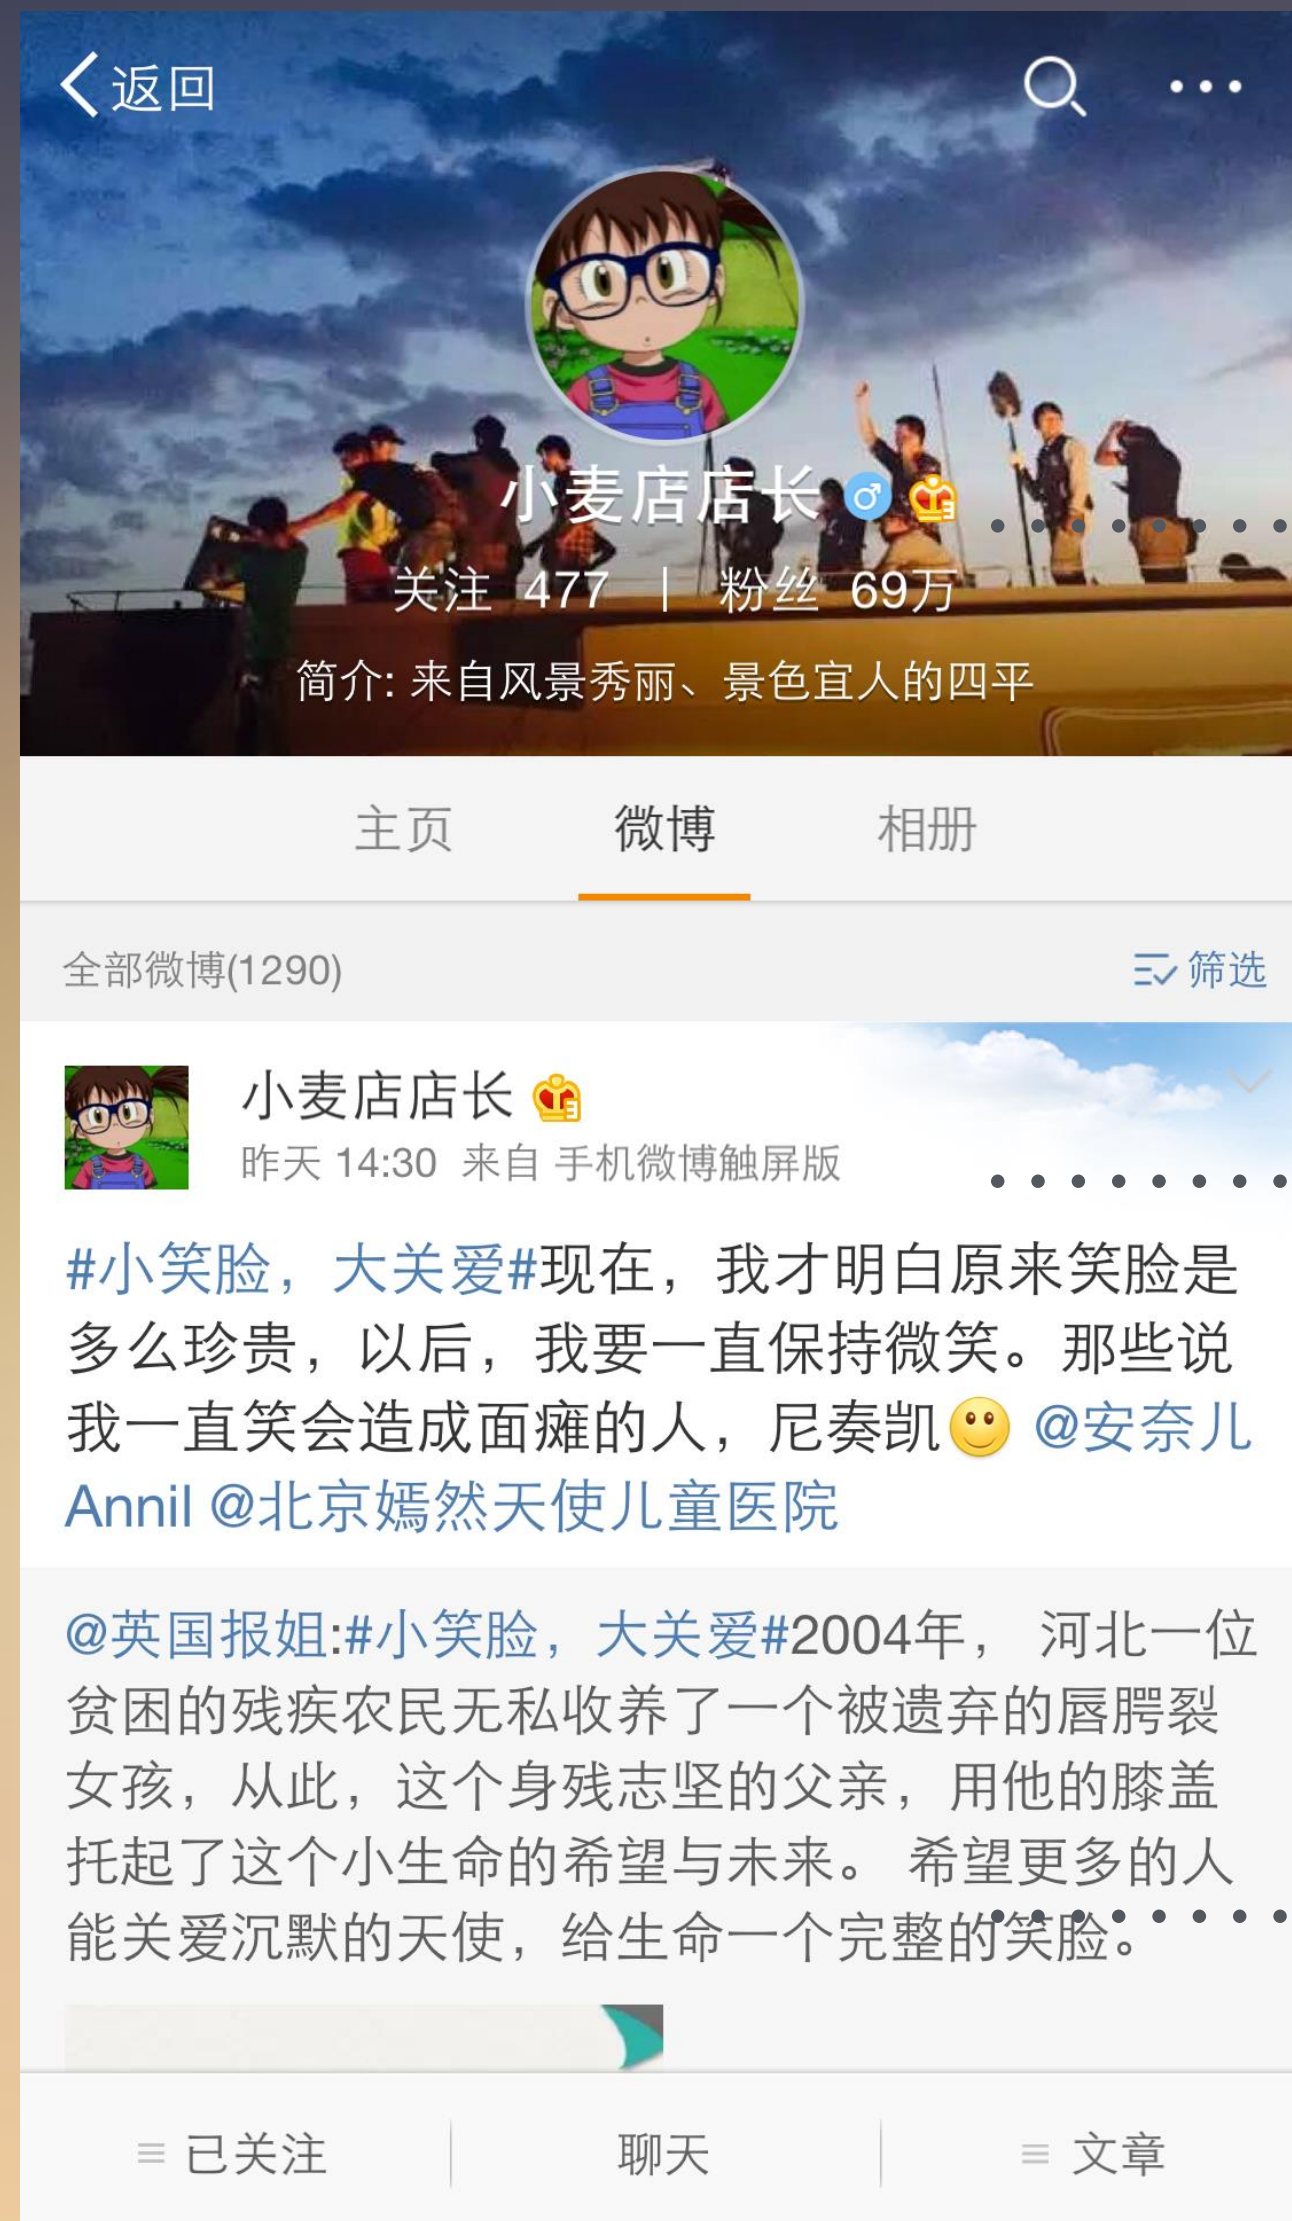 返回
小麦店店长
关注 477 | 粉丝 69万
简介: 来自风景秀丽、景色宜人的四平
主页 微博 相册
全部微博(1290) 筛选
小麦店店长
昨天 14:30 来自 手机微博触屏版
#小笑脸，大关爱#现在，我才明白原来笑脸是
多么珍贵，以后，我要一直保持微笑。那些说
我一直笑会造成面瘫的人，尼奏凯 @安奈儿
Annil @北京嫣然天使儿童医院
@英国报姐:#小笑脸，大关爱#2004年， 河北一位
贫困的残疾农民无私收养了一个被遗弃的唇腭裂
女孩，从此，这个身残志坚的父亲，用他的膝盖
托起了这个小生命的希望与未来。 希望更多的人
能关爱沉默的天使，给生命一个完整的笑脸。
已关注 聊天 文章